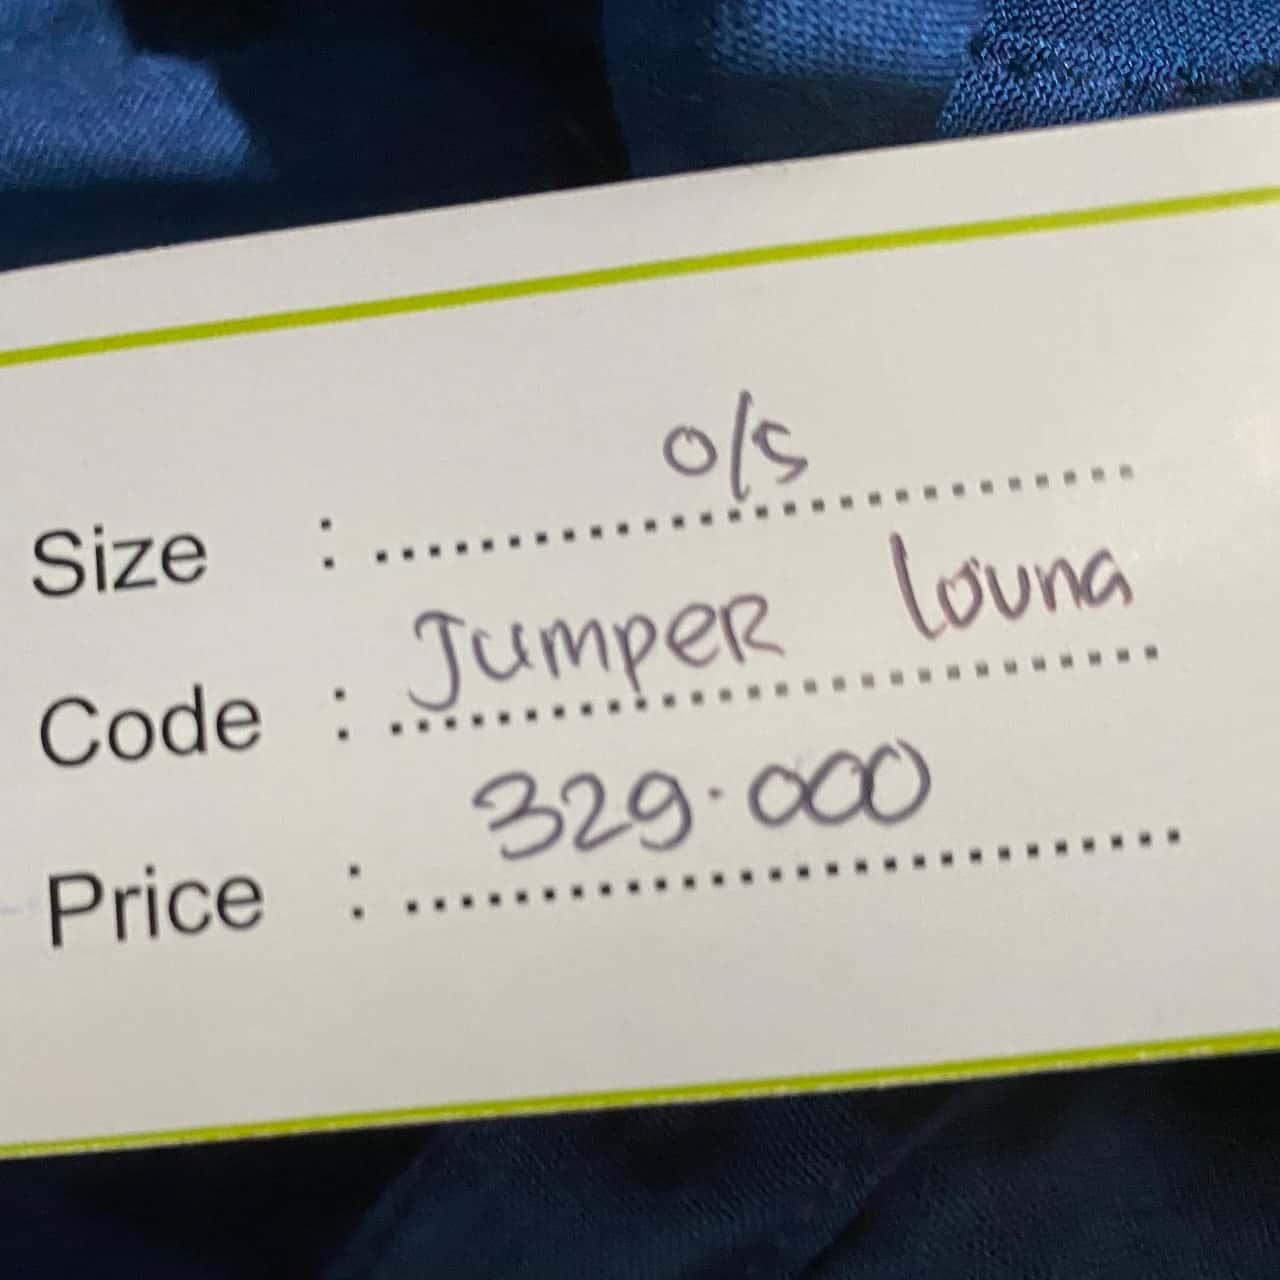 Size : o/s
Code : Jumper louna
Price : 329.000